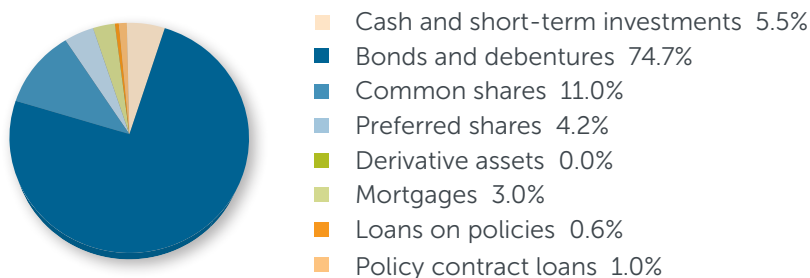 Cash and short-term investments 5.5%
Bonds and debentures 74.7%
Common shares 11.0%
Preferred shares 4.2%
Derivative assets 0.0%
Mortgages 3.0%
Loans on policies 0.6%
Policy contract loans 1.0%